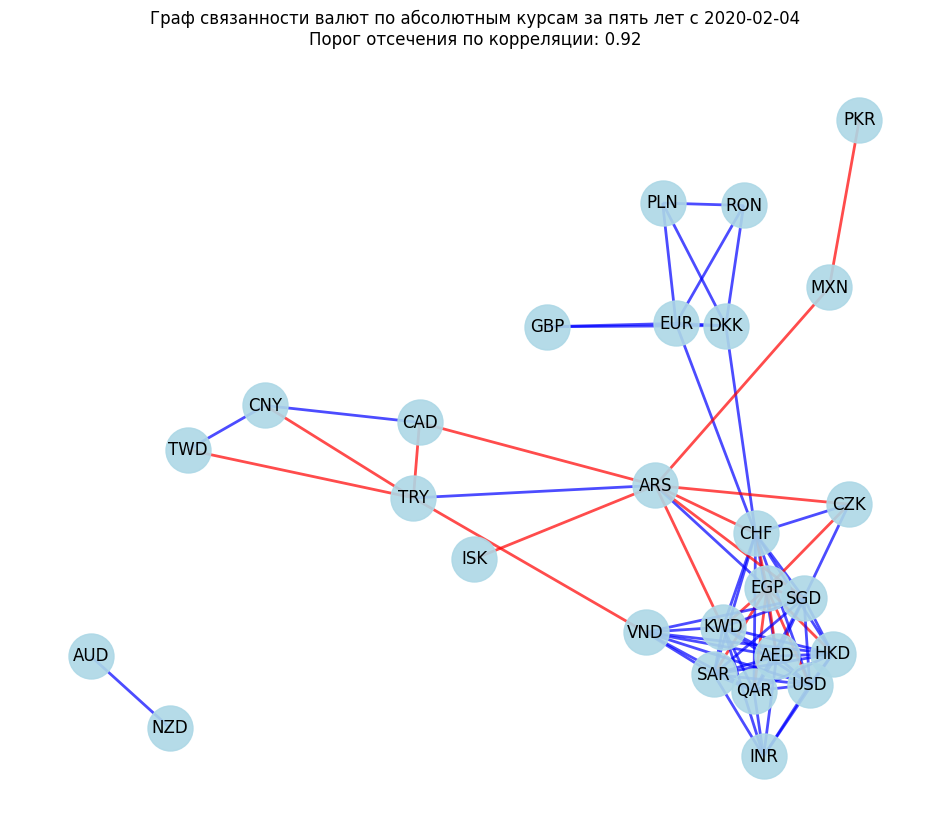 Граф связанности валют по абсолютным курсам за пять лет с 2020-02-04
Порог отсечения по корреляции: 0.92
PKR
PLN
RON
MXN
GBP
EUR
DKK
CNY
CAD
TWD
TRY
ARS
CZK
CHF
ISK
EGP
SGD
VND
KWD
AUD
AED
HKD
SAR
QAR
USD
NZD
INR